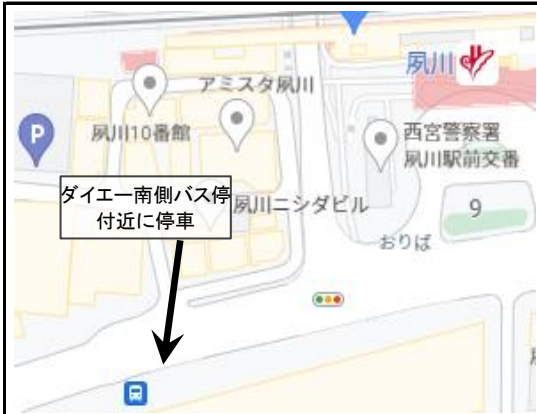 夙川
アミスタ夙川
P
夙川10番館
西宮警察署
夙川駅前交番
ダイエー南側バス停
付近に停車
夙川ニシダビル
9
おりば